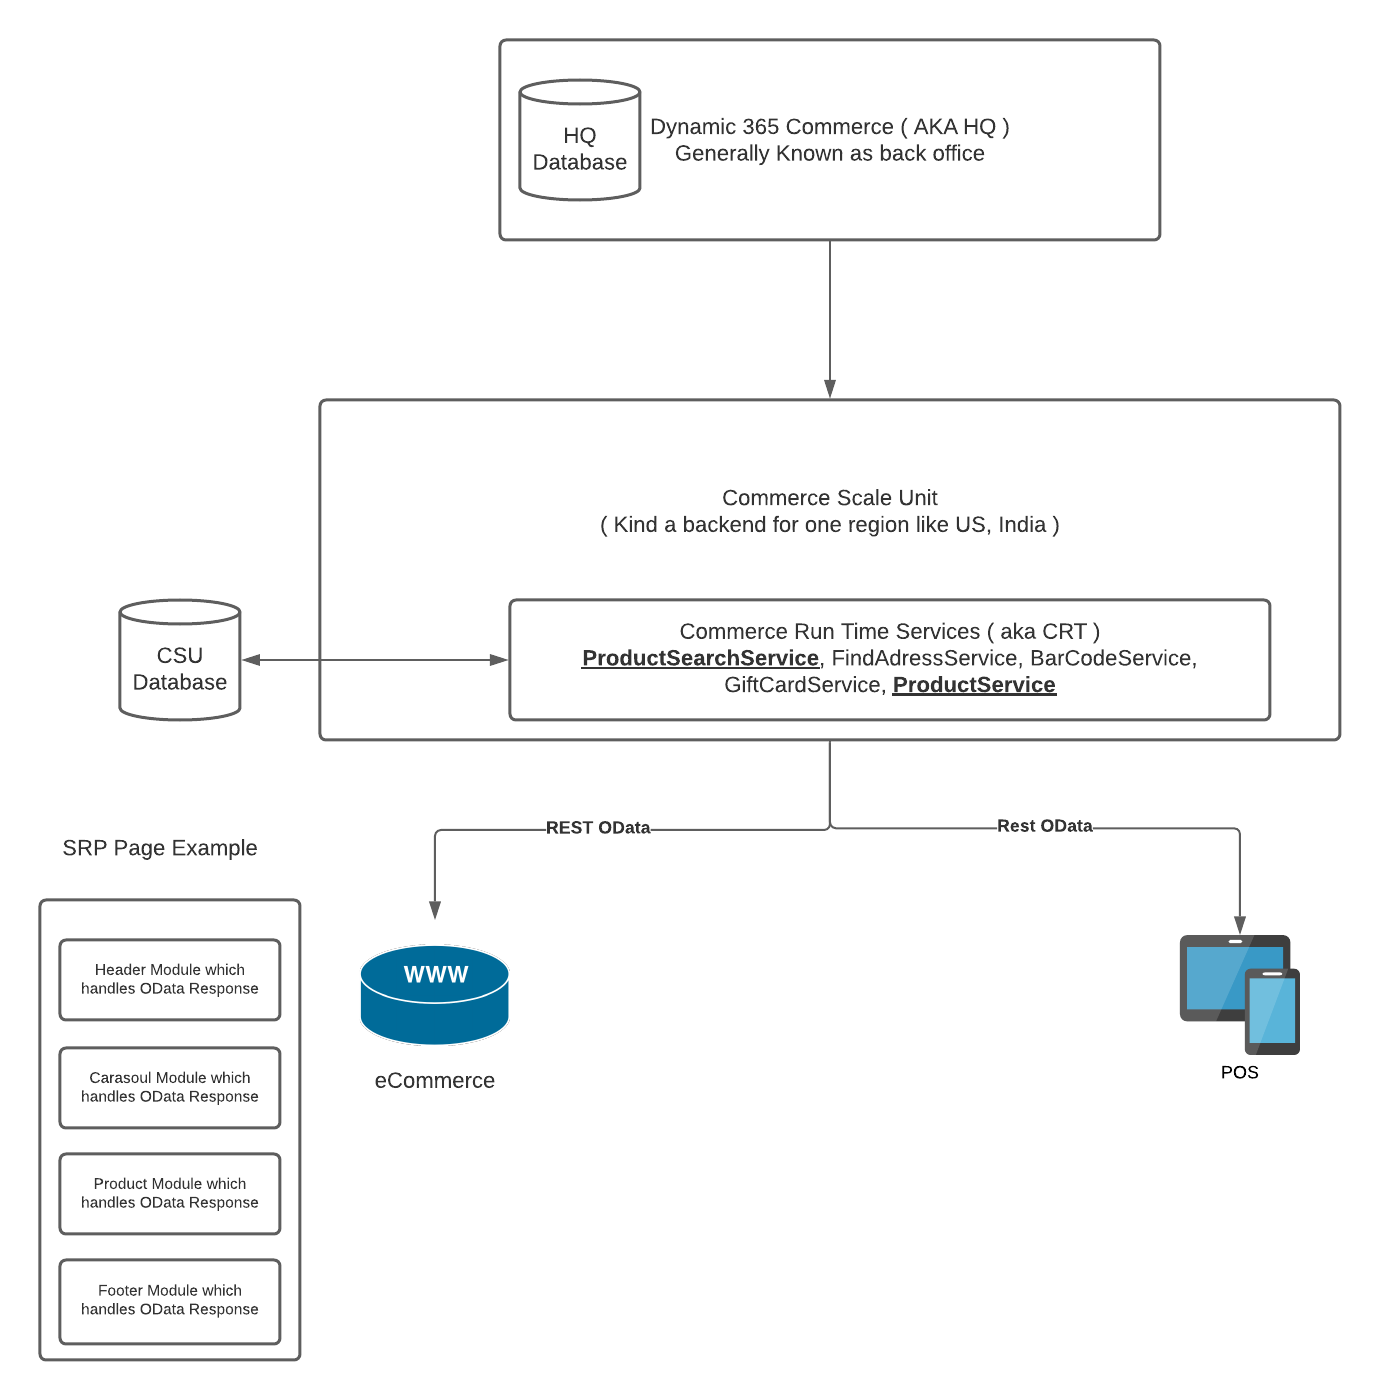 HQ
Database
Dynamic 365 Commerce ( AKA HQ )
Generally Known as back office
Commerce Scale Unit
( Kind a backend for one region like US, India )
CSU
Database
Commerce Run Time Services ( aka CRT )
ProductSearchService, FindAdressService, BarCodeService,
GiftCardService, ProductService
REST OData
Rest OData
SRP Page Example
Header Module which
handles OData Response
Carasoul Module which
handles OData Response
Product Module which
handles OData Response
Footer Module which
handles OData Response
WWW
eCommerce
POS